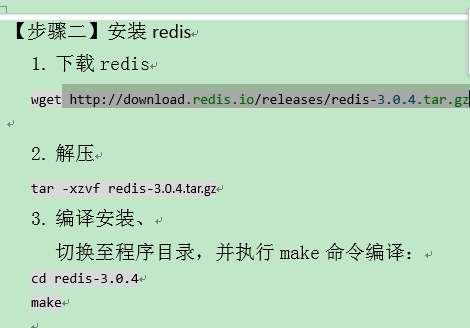 【步骤二】安装 redis
1. 下载 redis
wget http://download.redis.io/releases/redis-3.0.4.tar.gz
2. 解压
tar -xzvf redis-3.0.4.tar.gz
3. 编译安装、
切换至程序目录，并执行 make 命令编译：
cd redis-3.0.4
make